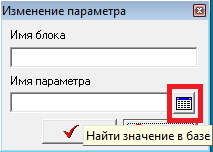 Изменение параметра
Имя блока
Имя параметра
Найти значение в базе